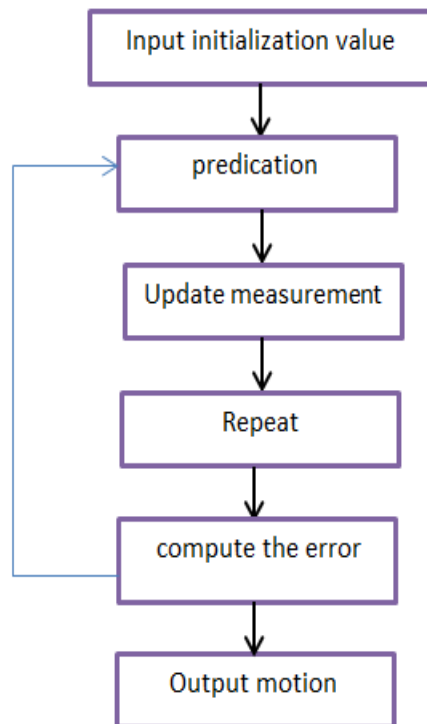 Input initialization value
predication
Update measurement
Repeat
compute the error
Output motion